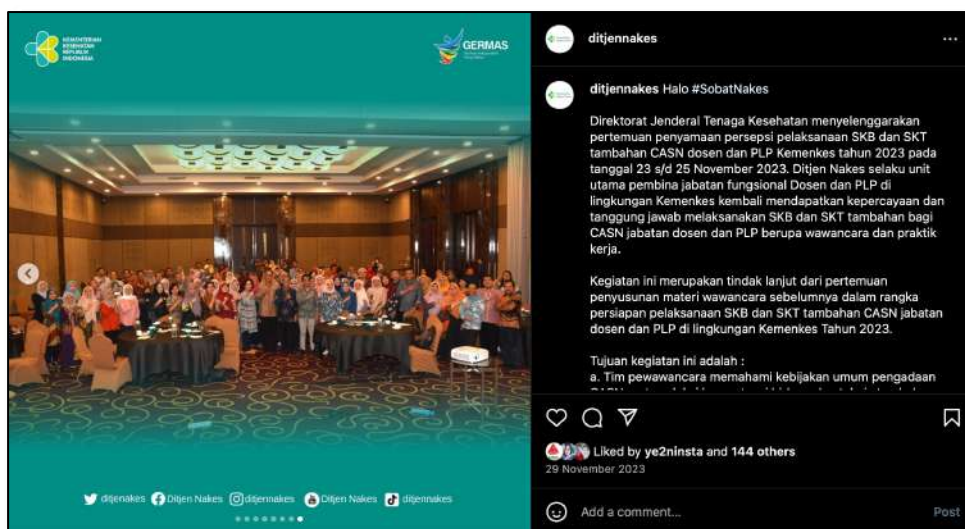 KEMENTERIAN
KESEHATAN
REPUBLIK
INDONESIA
GERMAS
ditjenakes
Ditjen Nakes
ditjennakes
Ditjen Nakes
ditjennakes
ditjennakes
ditjennakes Halo #SobatNakes
Direktorat Jenderal Tenaga Kesehatan menyelenggarakan
pertemuan penyamaan persepsi pelaksanaan SKB dan SKT
tambahan CASN dosen dan PLP Kemenkes tahun 2023 pada
tanggal 23 s/d 25 November 2023. Ditjen Nakes selaku unit
utama pembina jabatan fungsional Dosen dan PLP di
lingkungan Kemenkes kembali mendapatkan kepercayaan dan
tanggung jawab melaksanakan SKB dan SKT tambahan bagi
CASN jabatan dosen dan PLP berupa wawancara dan praktik
kerja.
Kegiatan ini merupakan tindak lanjut dari pertemuan
penyusunan materi wawancara sebelumnya dalam rangka
persiapan pelaksanaan SKB dan SKT tambahan CASN jabatan
dosen dan PLP di lingkungan Kemenkes Tahun 2023.
Tujuan kegiatan ini adalah :
a. Tim pewawancara memahami kebijakan umum pengadaan
Liked by ye2ninsta and 144 others
29 November 2023
Add a comment...
Post